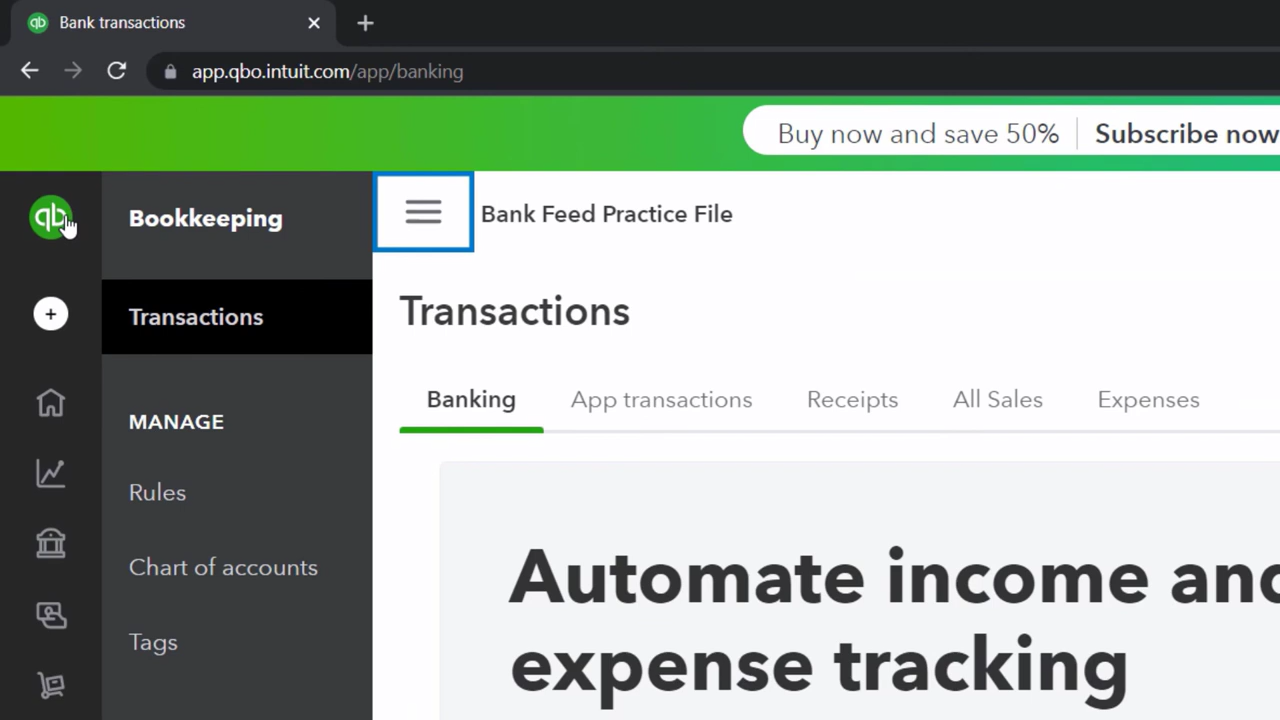 qb Bank transactions
app.qbo.intuit.com/app/banking
Buy now and save 50% Subscribe now
qb Bookkeeping Bank Feed Practice File
Transactions
Transactions
Banking App transactions Receipts All Sales Expenses
MANAGE
Rules
Chart of accounts
Tags
Automate income and
expense tracking